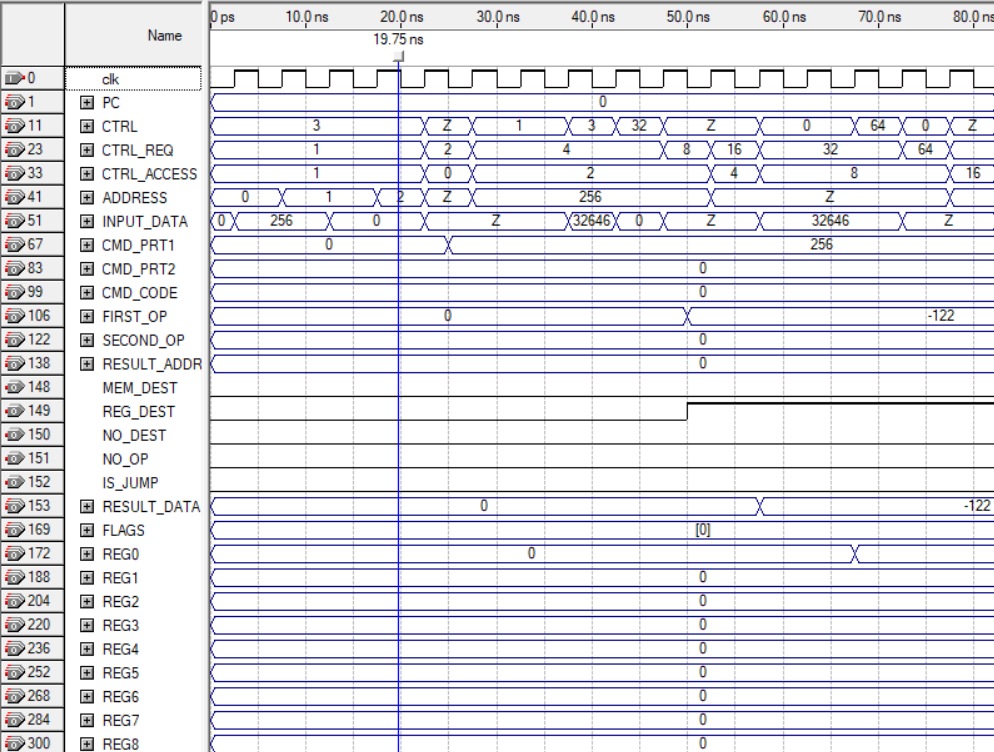 0 ps 10.0 ns 20.0 ns 30.0 ns 40.0 ns 50.0 ns 60.0 ns 70.0 ns 80.0 ns
Name
19.75 ns
0 clk
1 PC 0
11 CTRL 3 Z 1 3 32 Z 0 64 0 Z
23 CTRL_REQ 1 2 4 8 16 32 64
33 CTRL_ACCESS 1 0 2 4 8 16
41 ADDRESS 0 1 2 Z 256 Z
51 INPUT_DATA 0 256 0 Z 32646 0 Z 32646 Z
67 CMD_PRT1 0 256
83 CMD_PRT2 0
99 CMD_CODE 0
106 FIRST_OP 0 -122
122 SECOND_OP 0
138 RESULT_ADDR 0
148 MEM_DEST
149 REG_DEST
150 NO_DEST
151 NO_OP
152 IS_JUMP
153 RESULT_DATA 0 -122
169 FLAGS [0]
172 REG0 0
188 REG1 0
204 REG2 0
220 REG3 0
236 REG4 0
252 REG5 0
268 REG6 0
284 REG7 0
300 REG8 0